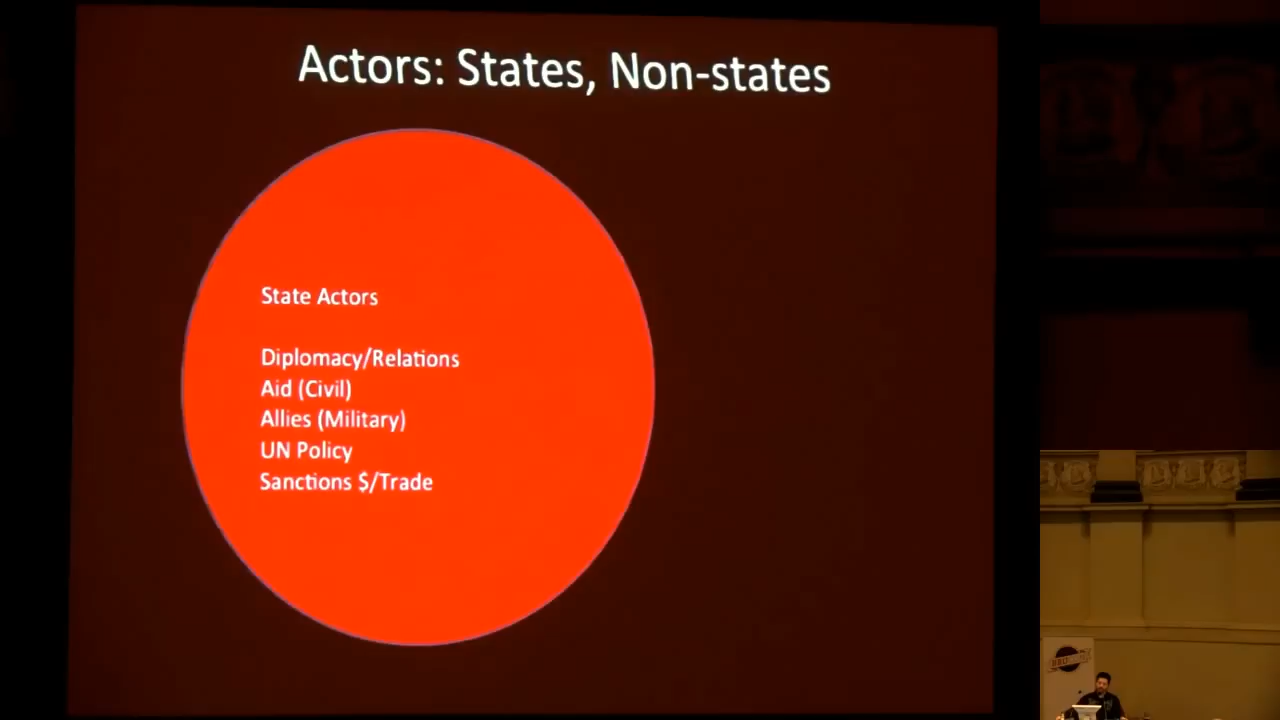 Actors: States, Non-states
State Actors
Diplomacy/Relations
Aid (Civil)
Allies (Military)
UN Policy
Sanctions $/Trade